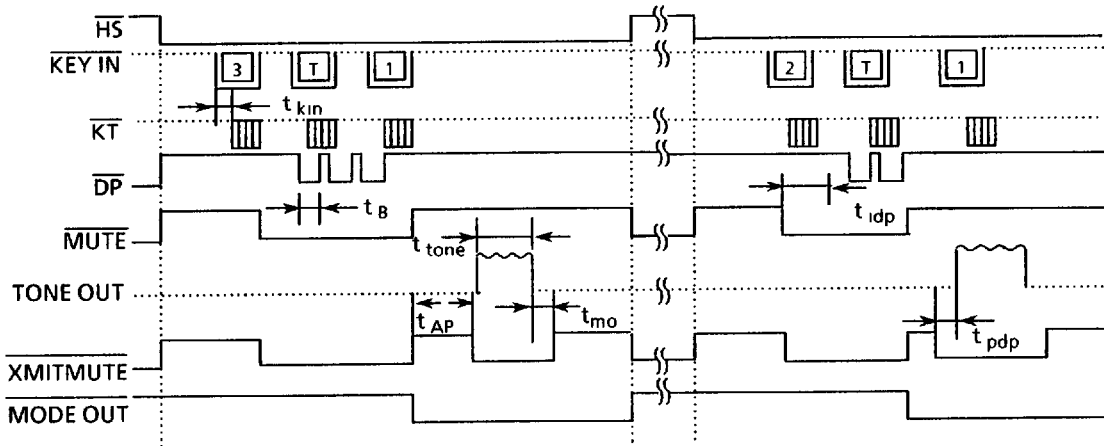 HS
KEY IN 3 T 1 2 T 1
t kin
KT
DP
t B t idp
MUTE
t tone
TONE OUT
t AP t mo t pdp
XMITMUTE
MODE OUT